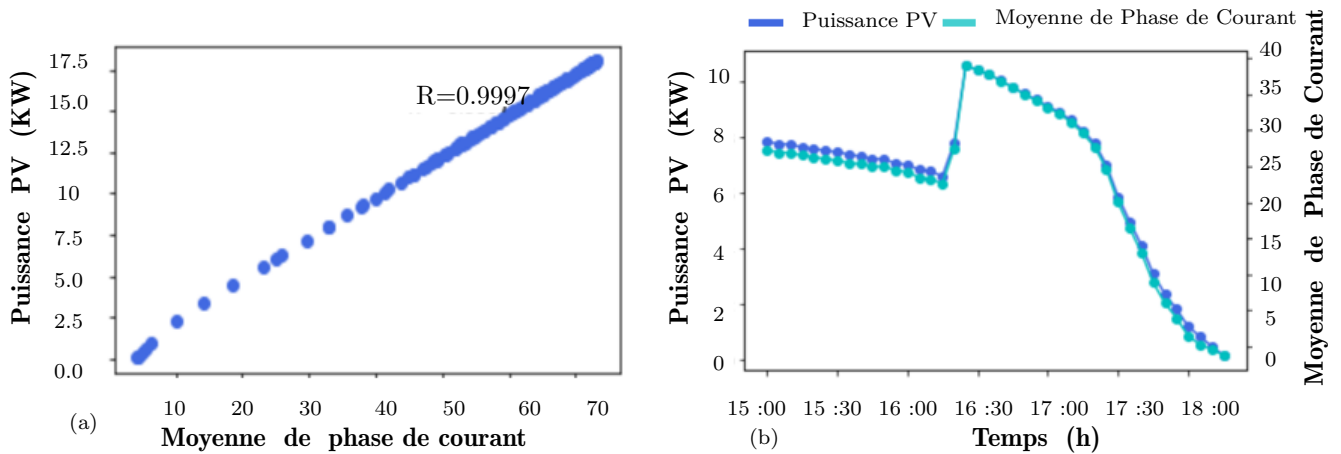 Puissance PV (KW)
17.5
15.0
12.5
10
7.5
5.0
2.5
0.0
R=0.9997
10 20 30 40 50 60 70
(a)
Moyenne de phase de courant
Puissance PV
Moyenne de Phase de Courant
Puissance PV (KW)
10
8
6
4
2
0
40
35
30
25
20
15
10
5
0
Moyenne de Phase de Courant
15 :00 15 :30 16 :00 16 :30 17 :00 17 :30 18 :00
(b)
Temps (h)